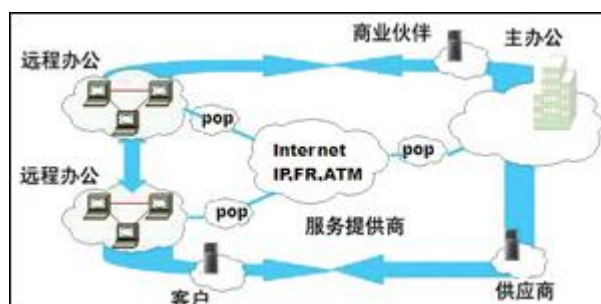 商业伙伴
主办公
远程办公
pop
Internet
IP,FR,ATM
pop
远程办公
pop
服务提供商
客户
供应商